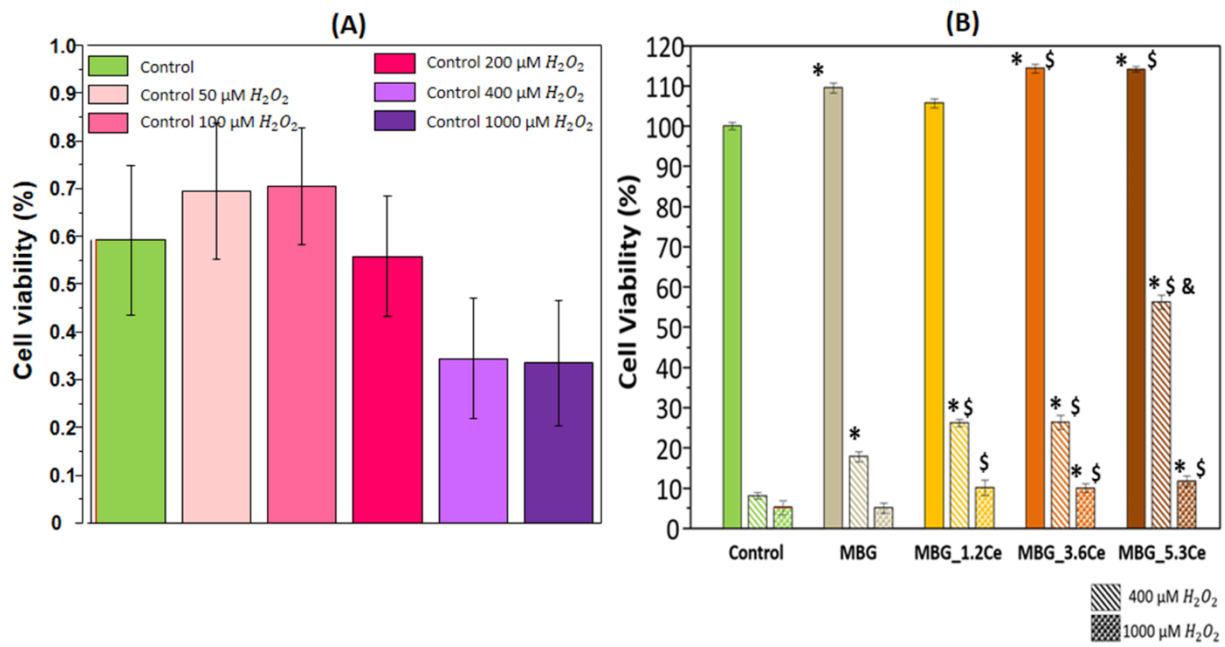 (A)
Cell viability (%)
1.0
0.9
0.8
0.7
0.6
0.5
0.4
0.3
0.2
0.1
0
Control
Control 50 μM H₂O₂
Control 100 μM H₂O₂
Control 200 μM H₂O₂
Control 400 μM H₂O₂
Control 1000 μM H₂O₂
(B)
Cell Viability (%)
120
110
100
90
80
70
60
50
40
30
20
10
0
*
*
* $
$
* $
* $
* $
* $
* $ &
* $
Control
MBG
MBG_1.2Ce
MBG_3.6Ce
MBG_5.3Ce
400 μM H₂O₂
1000 μM H₂O₂